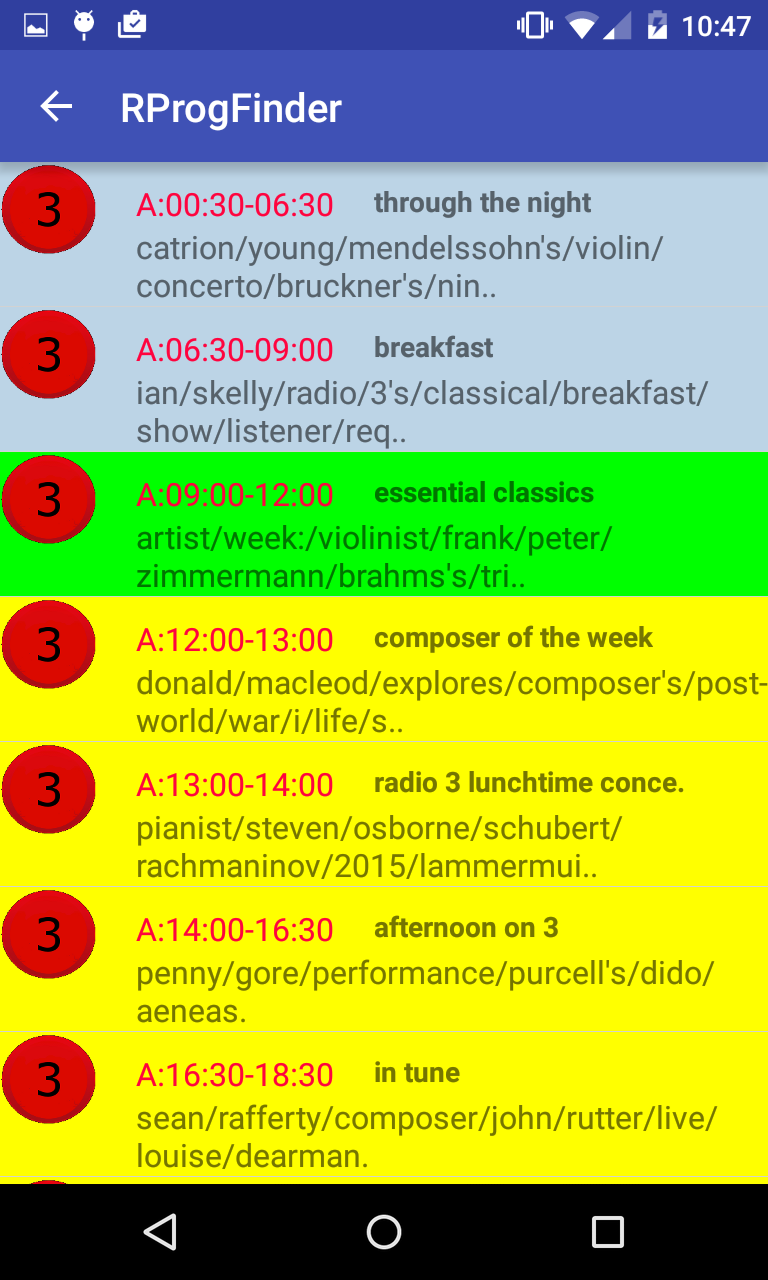 10:47
RProgFinder
3 A:00:30-06:30 through the night
catrion/young/mendelssohn's/violin/
concerto/bruckner's/nin..
3 A:06:30-09:00 breakfast
ian/skelly/radio/3's/classical/breakfast/
show/listener/req..
3 A:09:00-12:00 essential classics
artist/week:/violinist/frank/peter/
zimmermann/brahms's/tri..
3 A:12:00-13:00 composer of the week
donald/macleod/explores/composer's/post-
world/war/i/life/s..
3 A:13:00-14:00 radio 3 lunchtime conce.
pianist/steven/osborne/schubert/
rachmaninov/2015/lammermui..
3 A:14:00-16:30 afternoon on 3
penny/gore/performance/purcell's/dido/
aeneas.
3 A:16:30-18:30 in tune
sean/rafferty/composer/john/rutter/live/
louise/dearman.